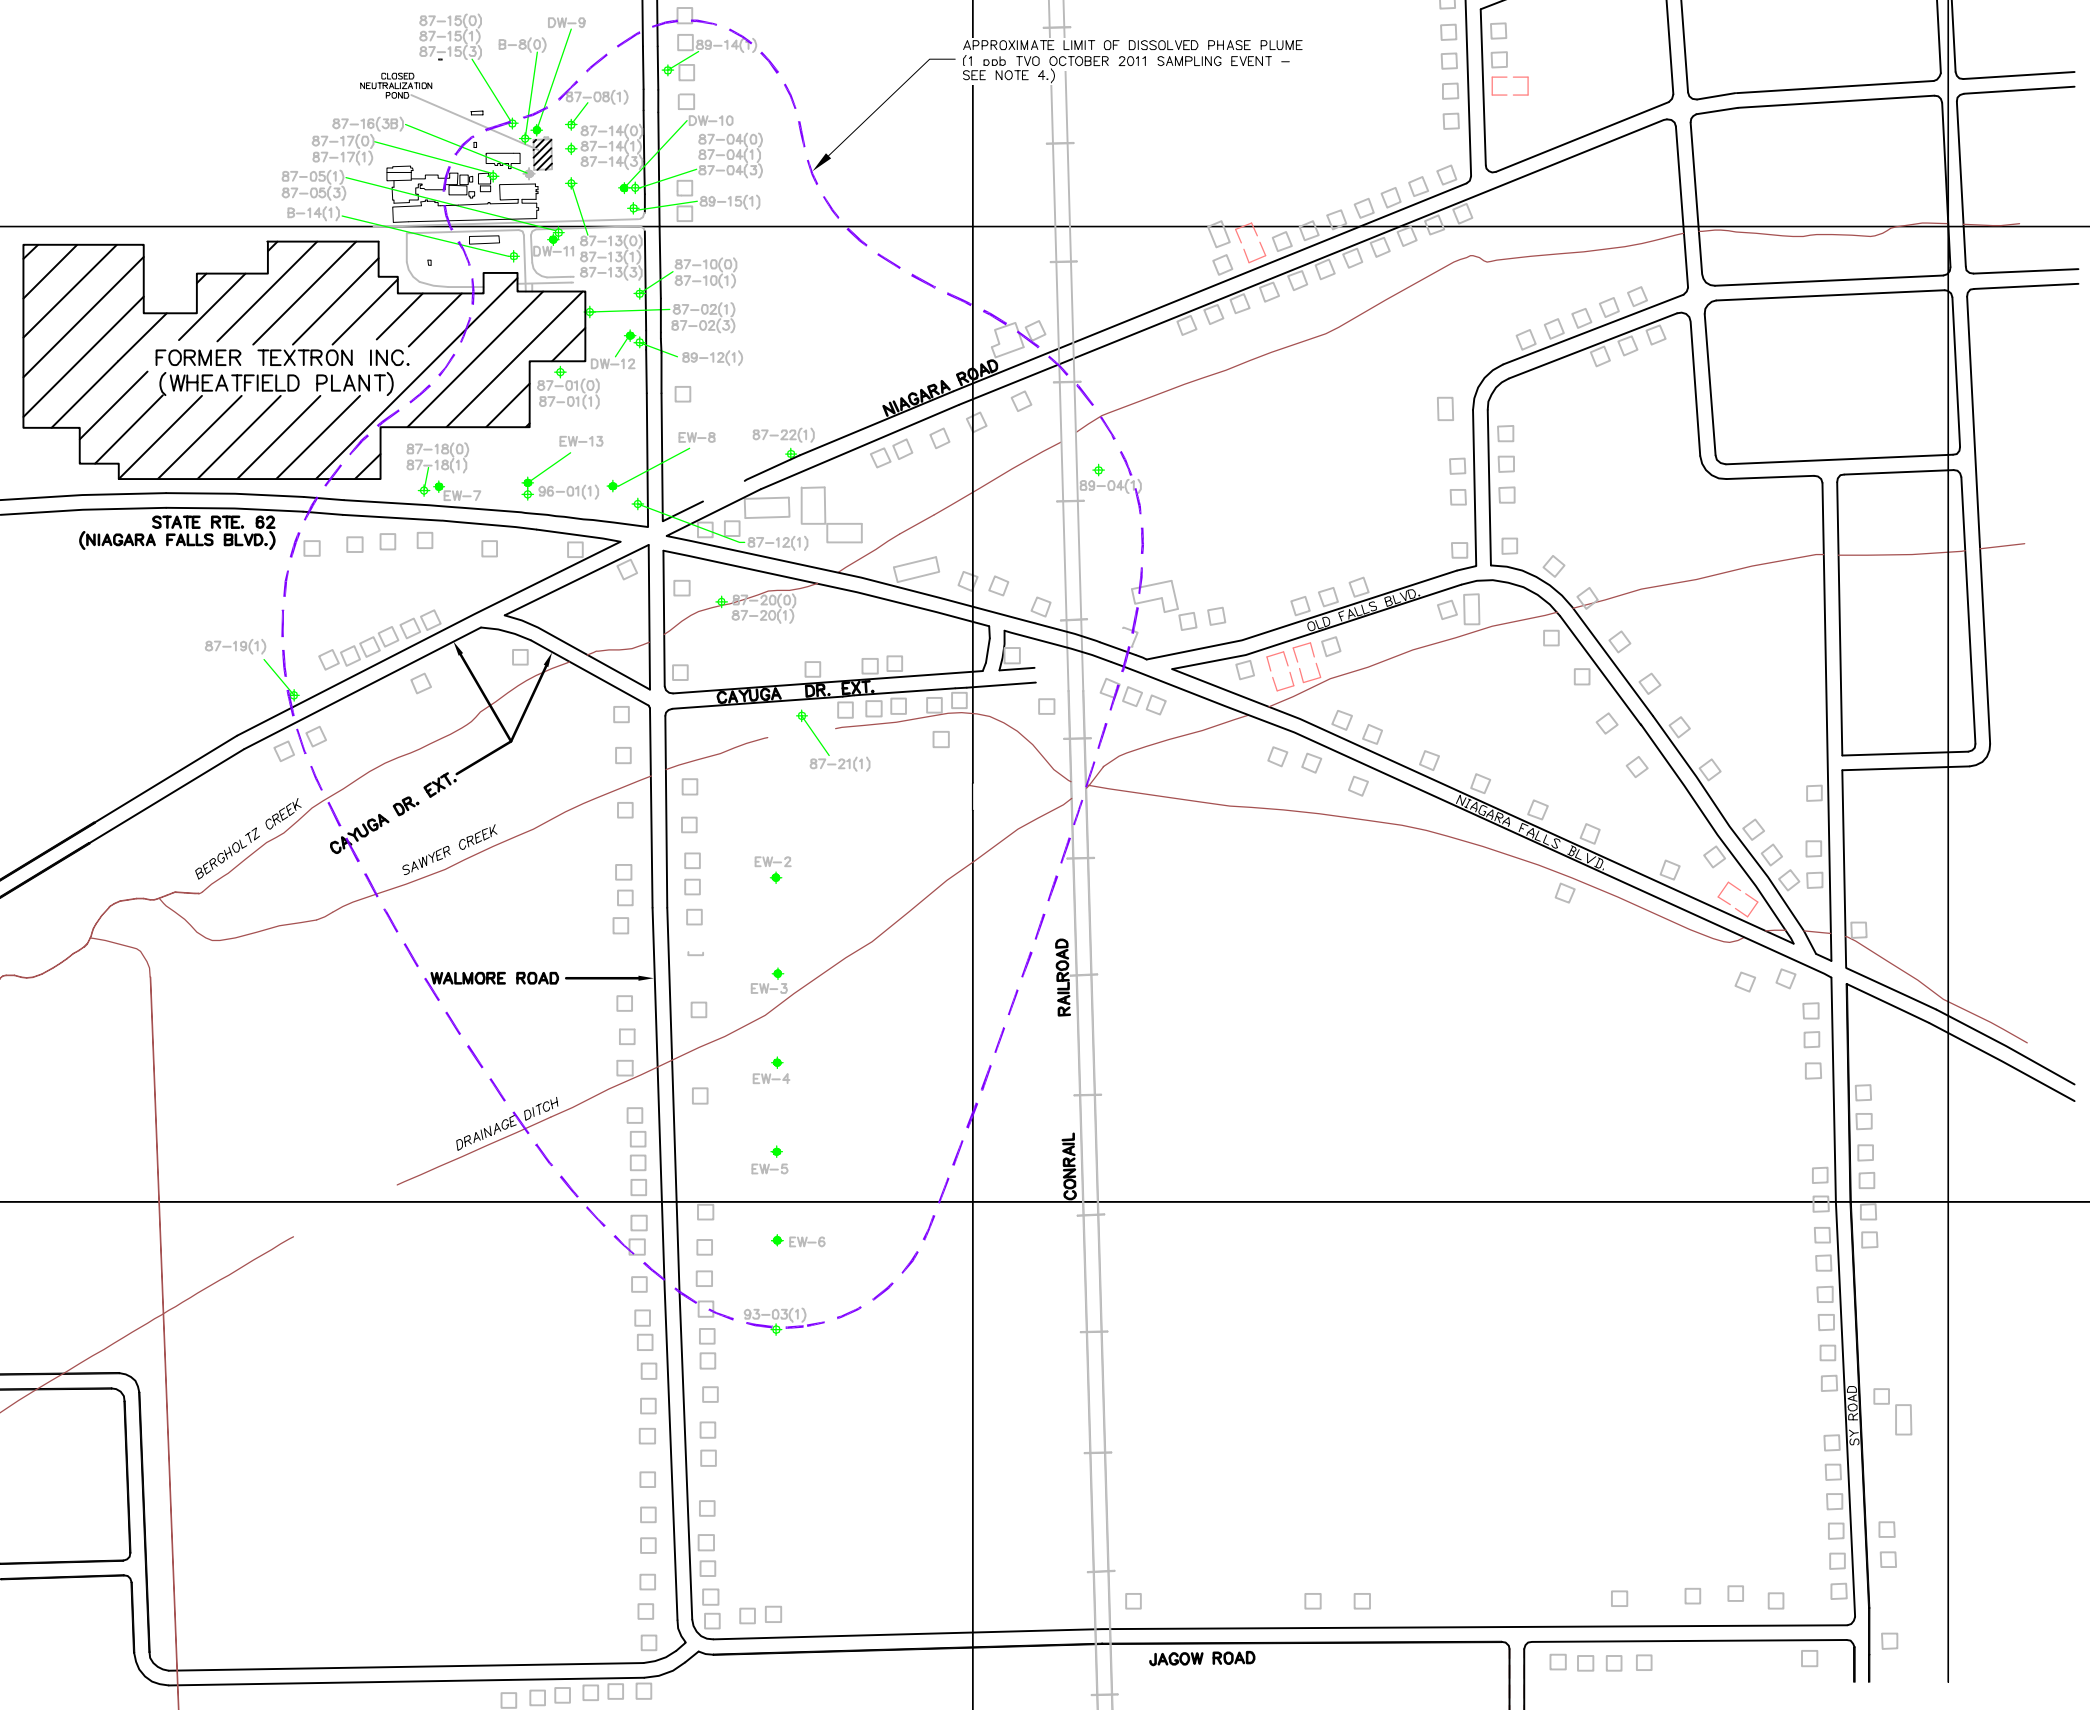 87-15(0)
87-15(1)
87-15(3)
DW-9
B-8(0)
89-14(1)
APPROXIMATE LIMIT OF DISSOLVED PHASE PLUME
(1 ppb TVO OCTOBER 2011 SAMPLING EVENT –
SEE NOTE 4.)
CLOSED
NEUTRALIZATION
POND
87-08(1)
87-16(3B)
87-17(0)
87-17(1)
87-14(0)
87-14(1)
87-14(3)
DW-10
87-04(0)
87-04(1)
87-04(3)
87-05(1)
87-05(3)
89-15(1)
B-14(1)
DW-11
87-13(0)
87-13(1)
87-13(3)
87-10(0)
87-10(1)
87-02(1)
87-02(3)
FORMER TEXTRON INC.
(WHEATFIELD PLANT)
DW-12
89-12(1)
87-01(0)
87-01(1)
NIAGARA ROAD
87-18(0)
87-18(1)
EW-13
EW-8
87-22(1)
EW-7
96-01(1)
89-04(1)
STATE RTE. 62
(NIAGARA FALLS BLVD.)
87-12(1)
87-20(0)
87-20(1)
OLD FALLS BLVD.
87-19(1)
CAYUGA DR. EXT.
87-21(1)
CAYUGA DR. EXT.
BERGHOLTZ CREEK
SAWYER CREEK
NIAGARA FALLS BLVD.
EW-2
WALMORE ROAD
EW-3
CONRAIL RAILROAD
EW-4
DRAINAGE DITCH
EW-5
EW-6
93-03(1)
SY ROAD
JAGOW ROAD